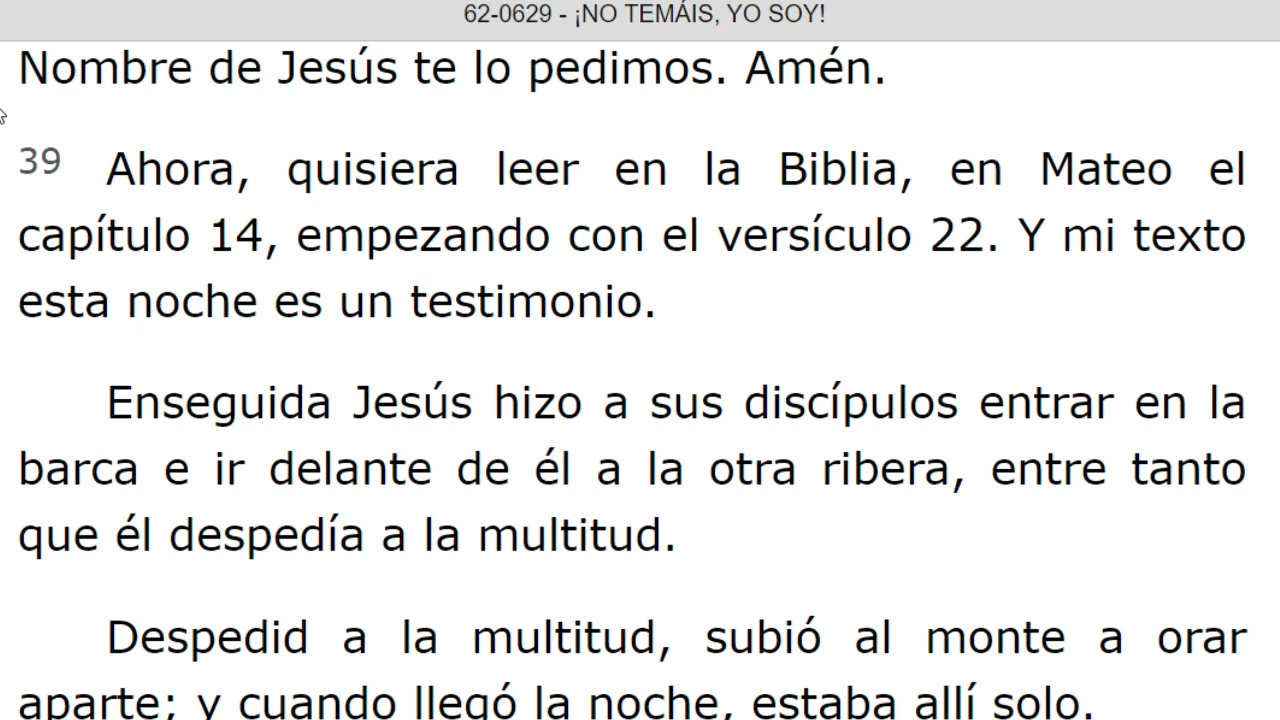 62-0629 - ¡NO TEMÁIS, YO SOY!
Nombre de Jesús te lo pedimos. Amén.
39 Ahora, quisiera leer en la Biblia, en Mateo el
capítulo 14, empezando con el versículo 22. Y mi texto
esta noche es un testimonio.
Enseguida Jesús hizo a sus discípulos entrar en la
barca e ir delante de él a la otra ribera, entre tanto
que él despedía a la multitud.
Despedid a la multitud, subió al monte a orar
aparte; y cuando llegó la noche, estaba allí solo.